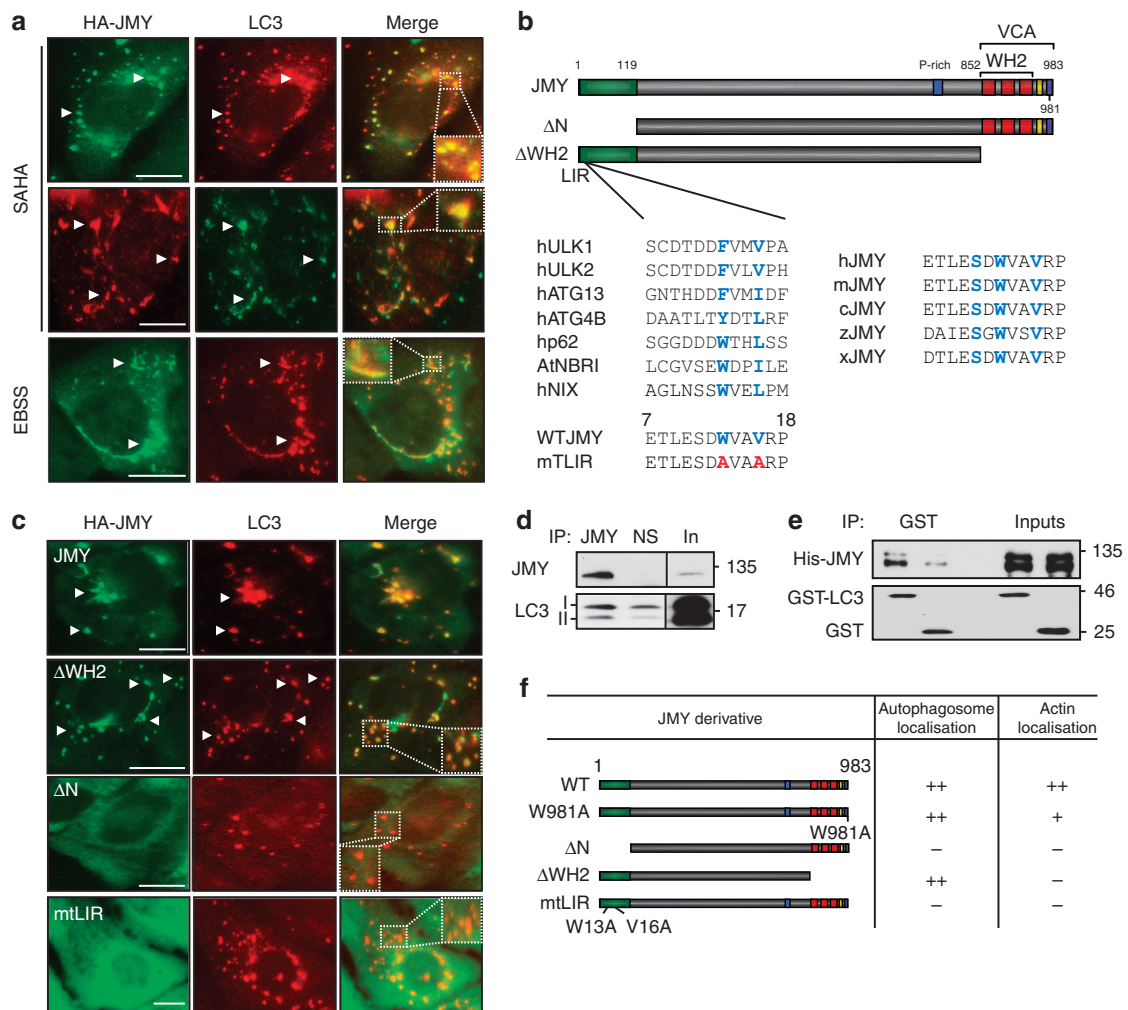 a
HA-JMY LC3 Merge
SAHA
EBSS
b
VCA
1 119 P-rich 852 WH2 983
JMY
981
ΔN
ΔWH2
LIR
hULK1 SCDTDDFVMVPA
hULK2 SCDTDDFVLVPH
hATG13 GNTHDDFVMIDF
hATG4B DAATLTYDTLRF
hp62 SGGDDDWTHLSS
AtNBRI LCGVSEWDPILE
hNIX AGLNSSWVELPM
7 18
WTJMY ETLESDWVAVRP
mTLIR ETLESDAVAARP
hJMY ETLESDWVAVRP
mJMY ETLESDWVAVRP
cJMY ETLESDWVAVRP
zJMY DAIESGWVSVRP
xJMY DTLESDWVAVRP
c
HA-JMY LC3 Merge
JMY
ΔWH2
ΔN
mtLIR
d
IP: JMY NS In
JMY 135
LC3 I 17
II
e
IP: GST Inputs
His-JMY 135
GST-LC3 46
GST 25
f
JMY derivative Autophagosome localisation Actin localisation
1 983
WT ++ ++
W981A ++ +
W981A
ΔN – –
ΔWH2 ++ –
mtLIR – –
W13A V16A